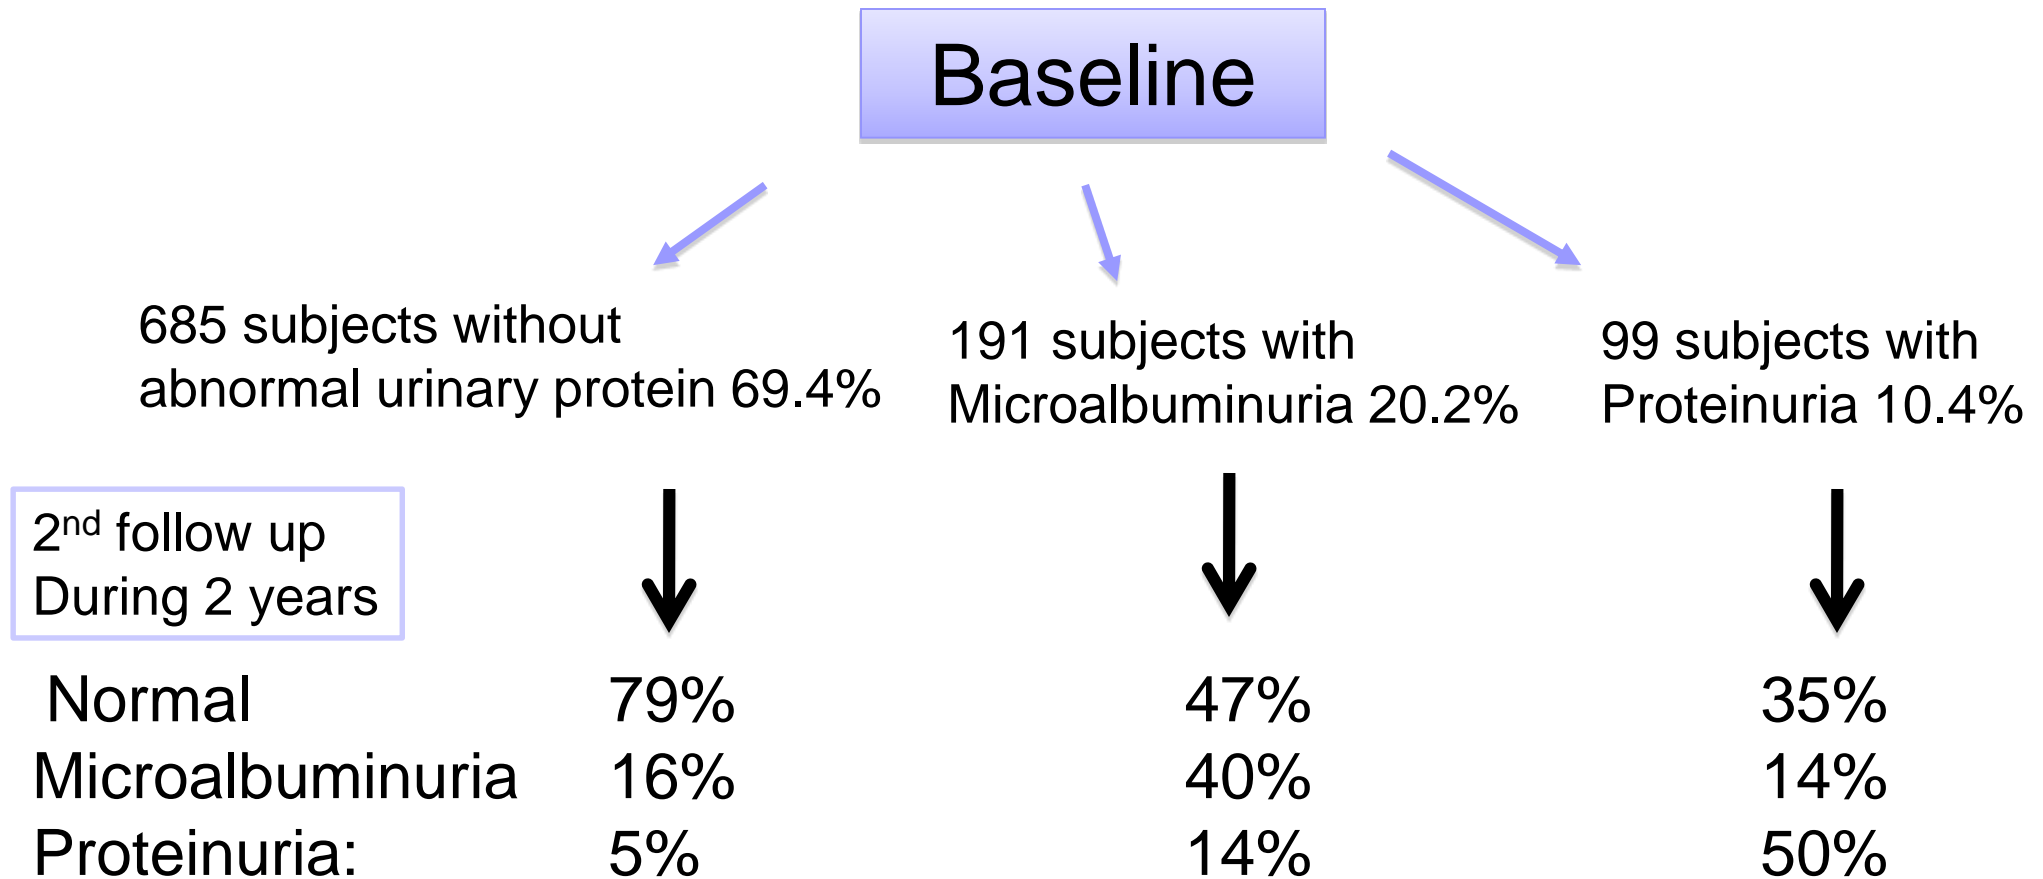 Baseline
685 subjects without
abnormal urinary protein 69.4%
191 subjects with
Microalbuminuria 20.2%
99 subjects with
Proteinuria 10.4%
2nd follow up
During 2 years
Normal 79% 47% 35%
Microalbuminuria 16% 40% 14%
Proteinuria: 5% 14% 50%